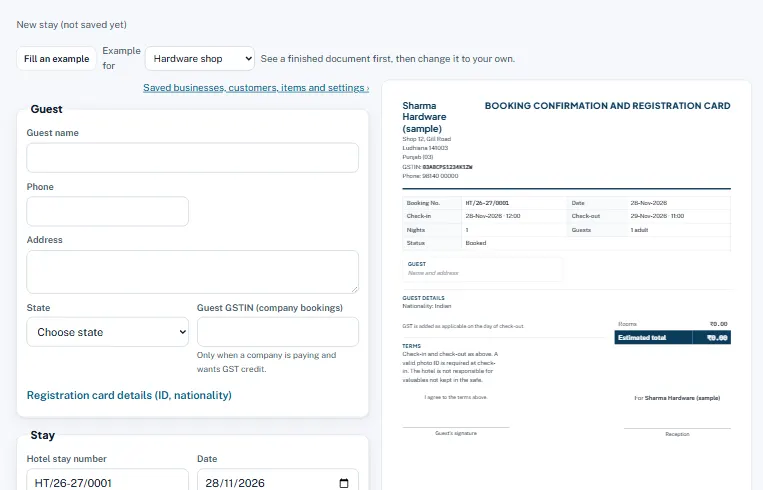 New stay (not saved yet)
Fill an example
Example for
Hardware shop
See a finished document first, then change it to your own.
Saved businesses, customers, items and settings ›
Guest
Guest name
Phone
Address
State
Guest GSTIN (company bookings)
Choose state
Only when a company is paying and
wants GST credit.
Registration card details (ID, nationality)
Stay
Hotel stay number
Date
HT/26-27/0001
28/11/2026
Sharma
Hardware
(sample)
BOOKING CONFIRMATION AND REGISTRATION CARD
Shop 12, Gill Road
Ludhiana 141003
Punjab (03)
GSTIN: 03ABCPS1234K1ZW
Phone: 98140 00000
Booking No. HT/26-27/0001 Date 28-Nov-2026
Check-in 28-Nov-2026 · 12:00 Check-out 29-Nov-2026 · 11:00
Nights 1 Guests 1 adult
Status Booked
GUEST
Name and address
GUEST DETAILS
Nationality: Indian
GST is added as applicable on the day of check-out.
Rooms ₹0.00
Estimated total ₹0.00
TERMS
Check-in and check-out as above. A
valid photo ID is required at check-
in. The hotel is not responsible for
valuables not kept in the safe.
I agree to the terms above.
For Sharma Hardware (sample)
Guest's signature
Reception